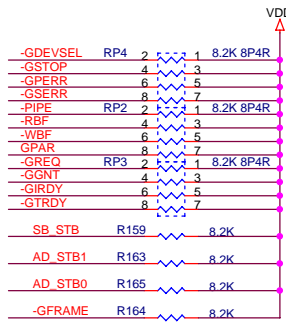 VDD
-GDEVSEL RP4 2 1 8.2K 8P4R
-GSTOP 4 3
-GPERR 6 5
-GSERR 8 7
-PIPE RP2 2 1 8.2K 8P4R
-RBF 4 3
-WBF 6 5
GPAR 8 7
-GREQ RP3 2 1 8.2K 8P4R
-GGNT 4 3
-GIRDY 6 5
-GTRDY 8 7
SB_STB R159 8.2K
AD_STB1 R163 8.2K
AD_STB0 R165 8.2K
-GFRAME R164 8.2K